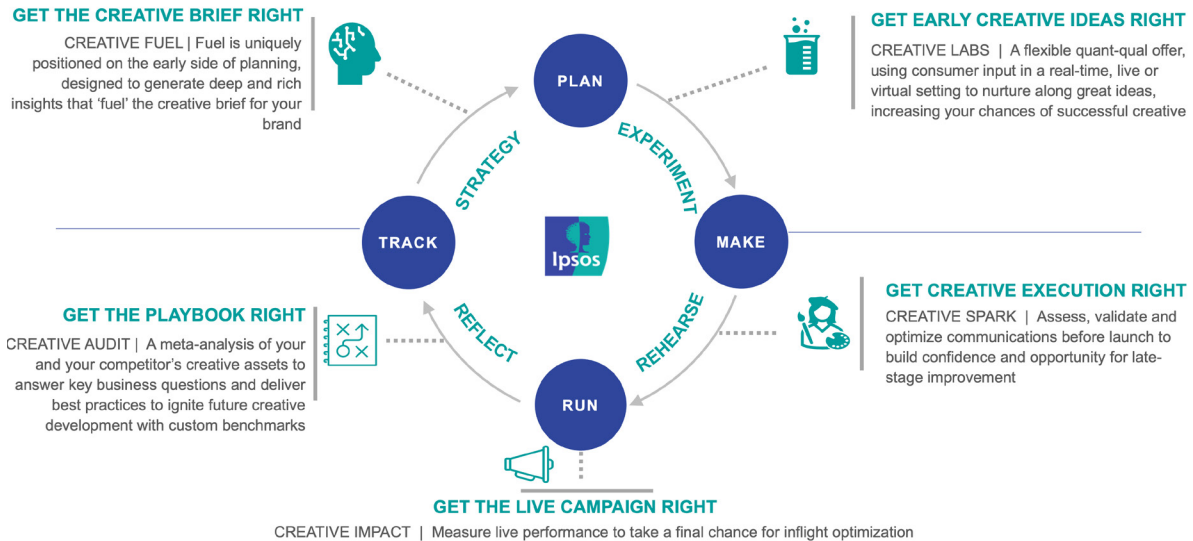 GET THE CREATIVE BRIEF RIGHT
CREATIVE FUEL | Fuel is uniquely
positioned on the early side of planning,
designed to generate deep and rich
insights that 'fuel' the creative brief for your
brand
GET EARLY CREATIVE IDEAS RIGHT
CREATIVE LABS | A flexible quant-qual offer,
using consumer input in a real-time, live or
virtual setting to nurture along great ideas,
increasing your chances of successful creative
PLAN
STRATEGY
EXPERIMENT
TRACK
Ipsos
MAKE
REFLECT
REHEARSE
RUN
GET THE PLAYBOOK RIGHT
CREATIVE AUDIT | A meta-analysis of your
and your competitor's creative assets to
answer key business questions and deliver
best practices to ignite future creative
development with custom benchmarks
GET CREATIVE EXECUTION RIGHT
CREATIVE SPARK | Assess, validate and
optimize communications before launch to
build confidence and opportunity for late-
stage improvement
GET THE LIVE CAMPAIGN RIGHT
CREATIVE IMPACT | Measure live performance to take a final chance for inflight optimization